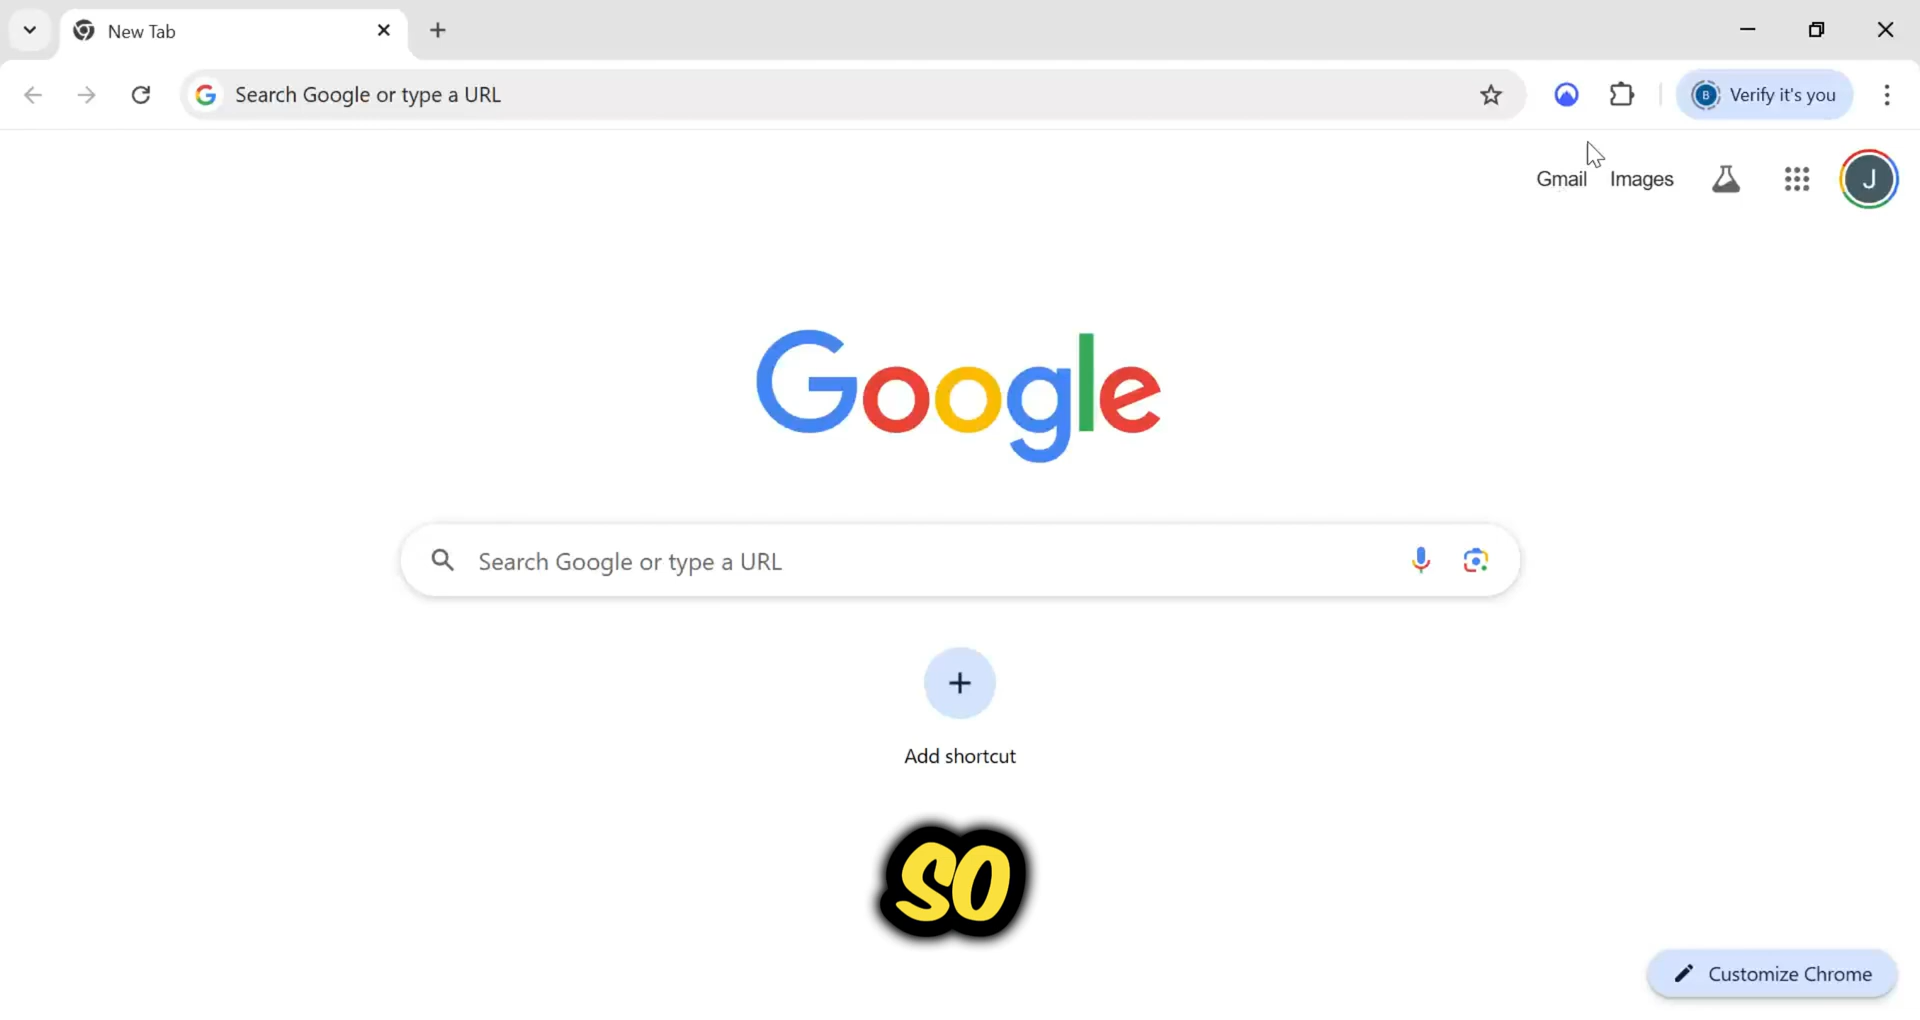 New Tab
Search Google or type a URL
B Verify it's you
Gmail Images
J
Google
Search Google or type a URL
Add shortcut
SO
Customize Chrome